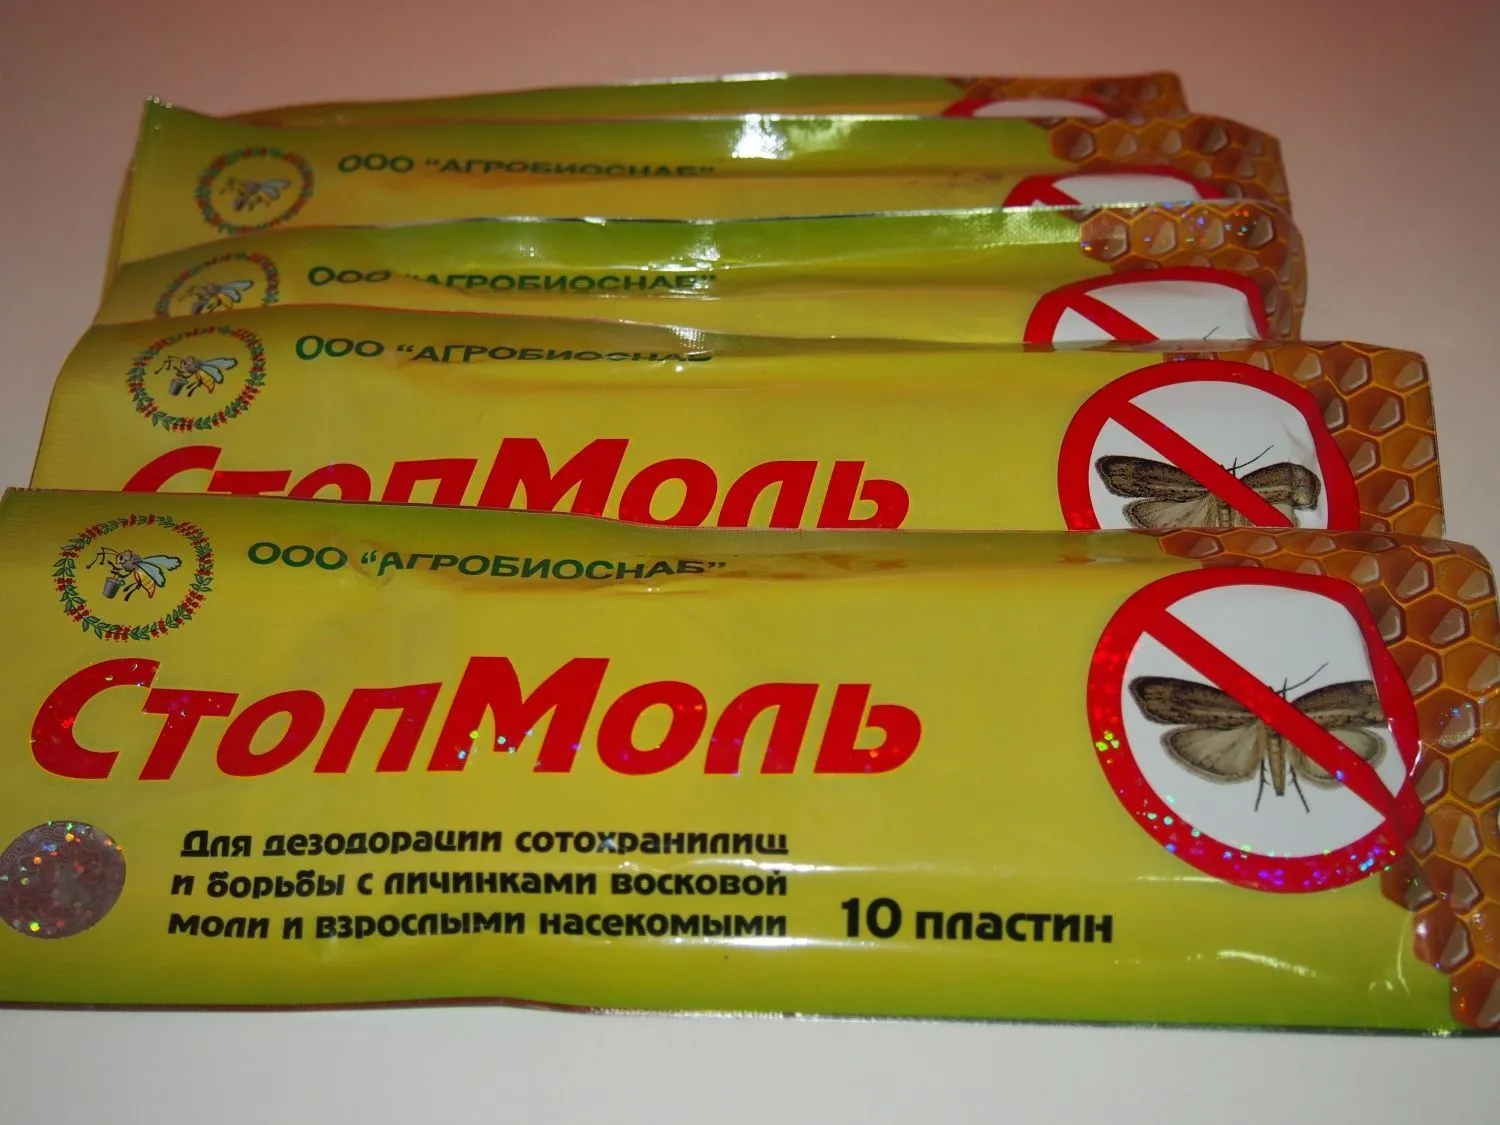 ООО "АГРОБИОСНАБ"
ООО "АГРОБИОСНАБ"
ООО "АГРОБИОСНАБ
СтопМоль
ООО "АГРОБИОСНАБ"
СтопМоль
Для дезодорации сотохранилищ
и борьбы с личинками восковой
моли и взрослыми насекомыми
10 пластин